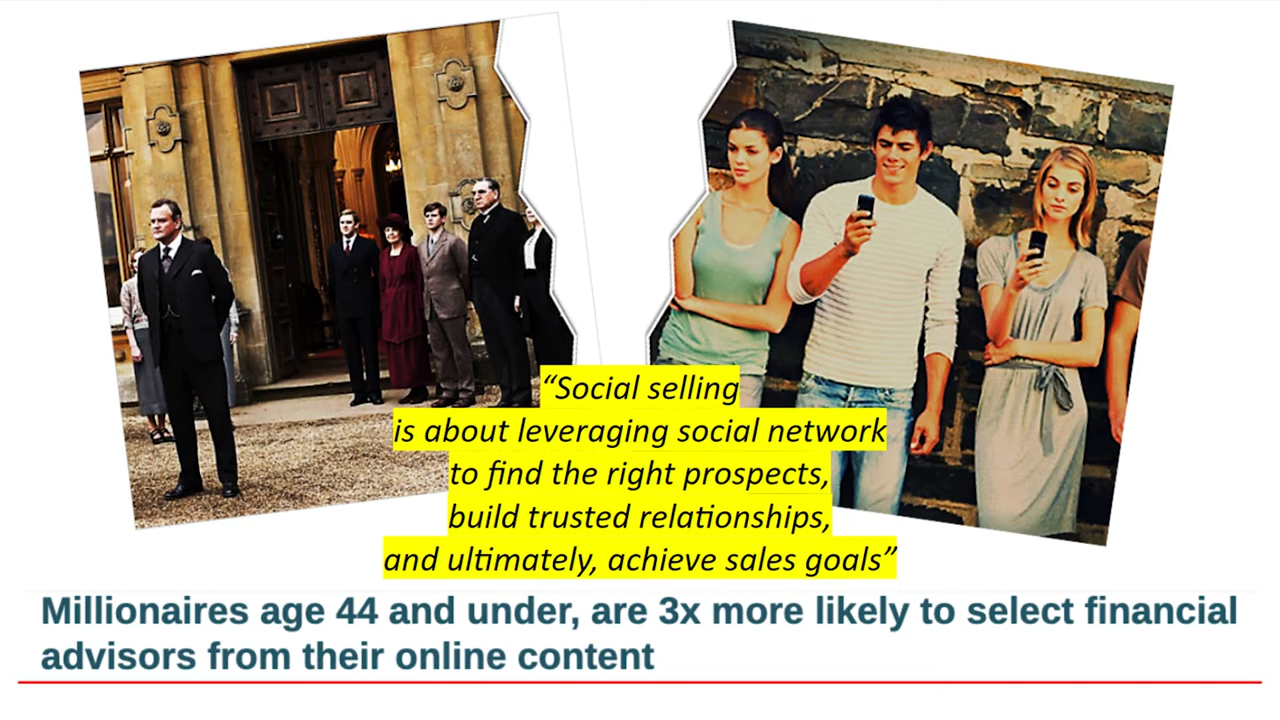 “Social selling
is about leveraging social network
to find the right prospects,
build trusted relationships,
and ultimately, achieve sales goals”
Millionaires age 44 and under, are 3x more likely to select financial
advisors from their online content